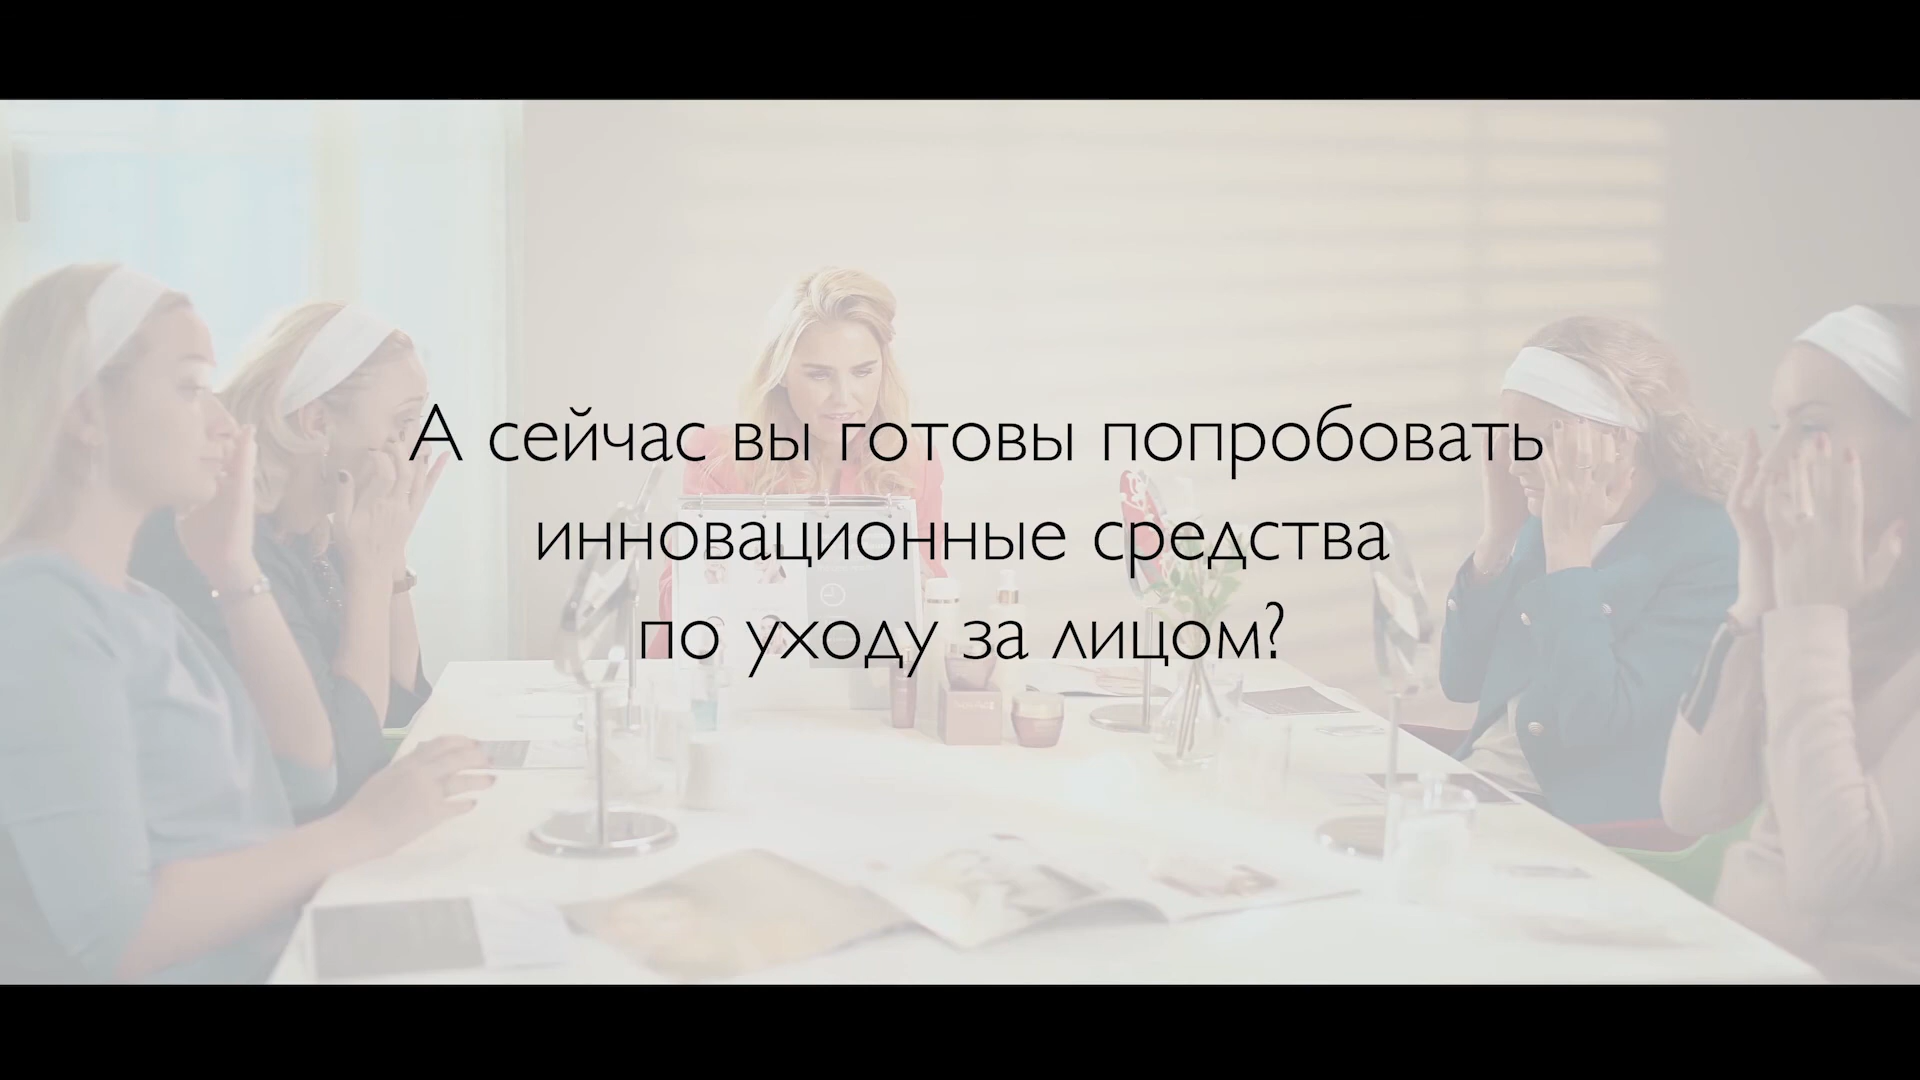 А сейчас вы готовы попробовать
инновационные средства
по уходу за лицом?